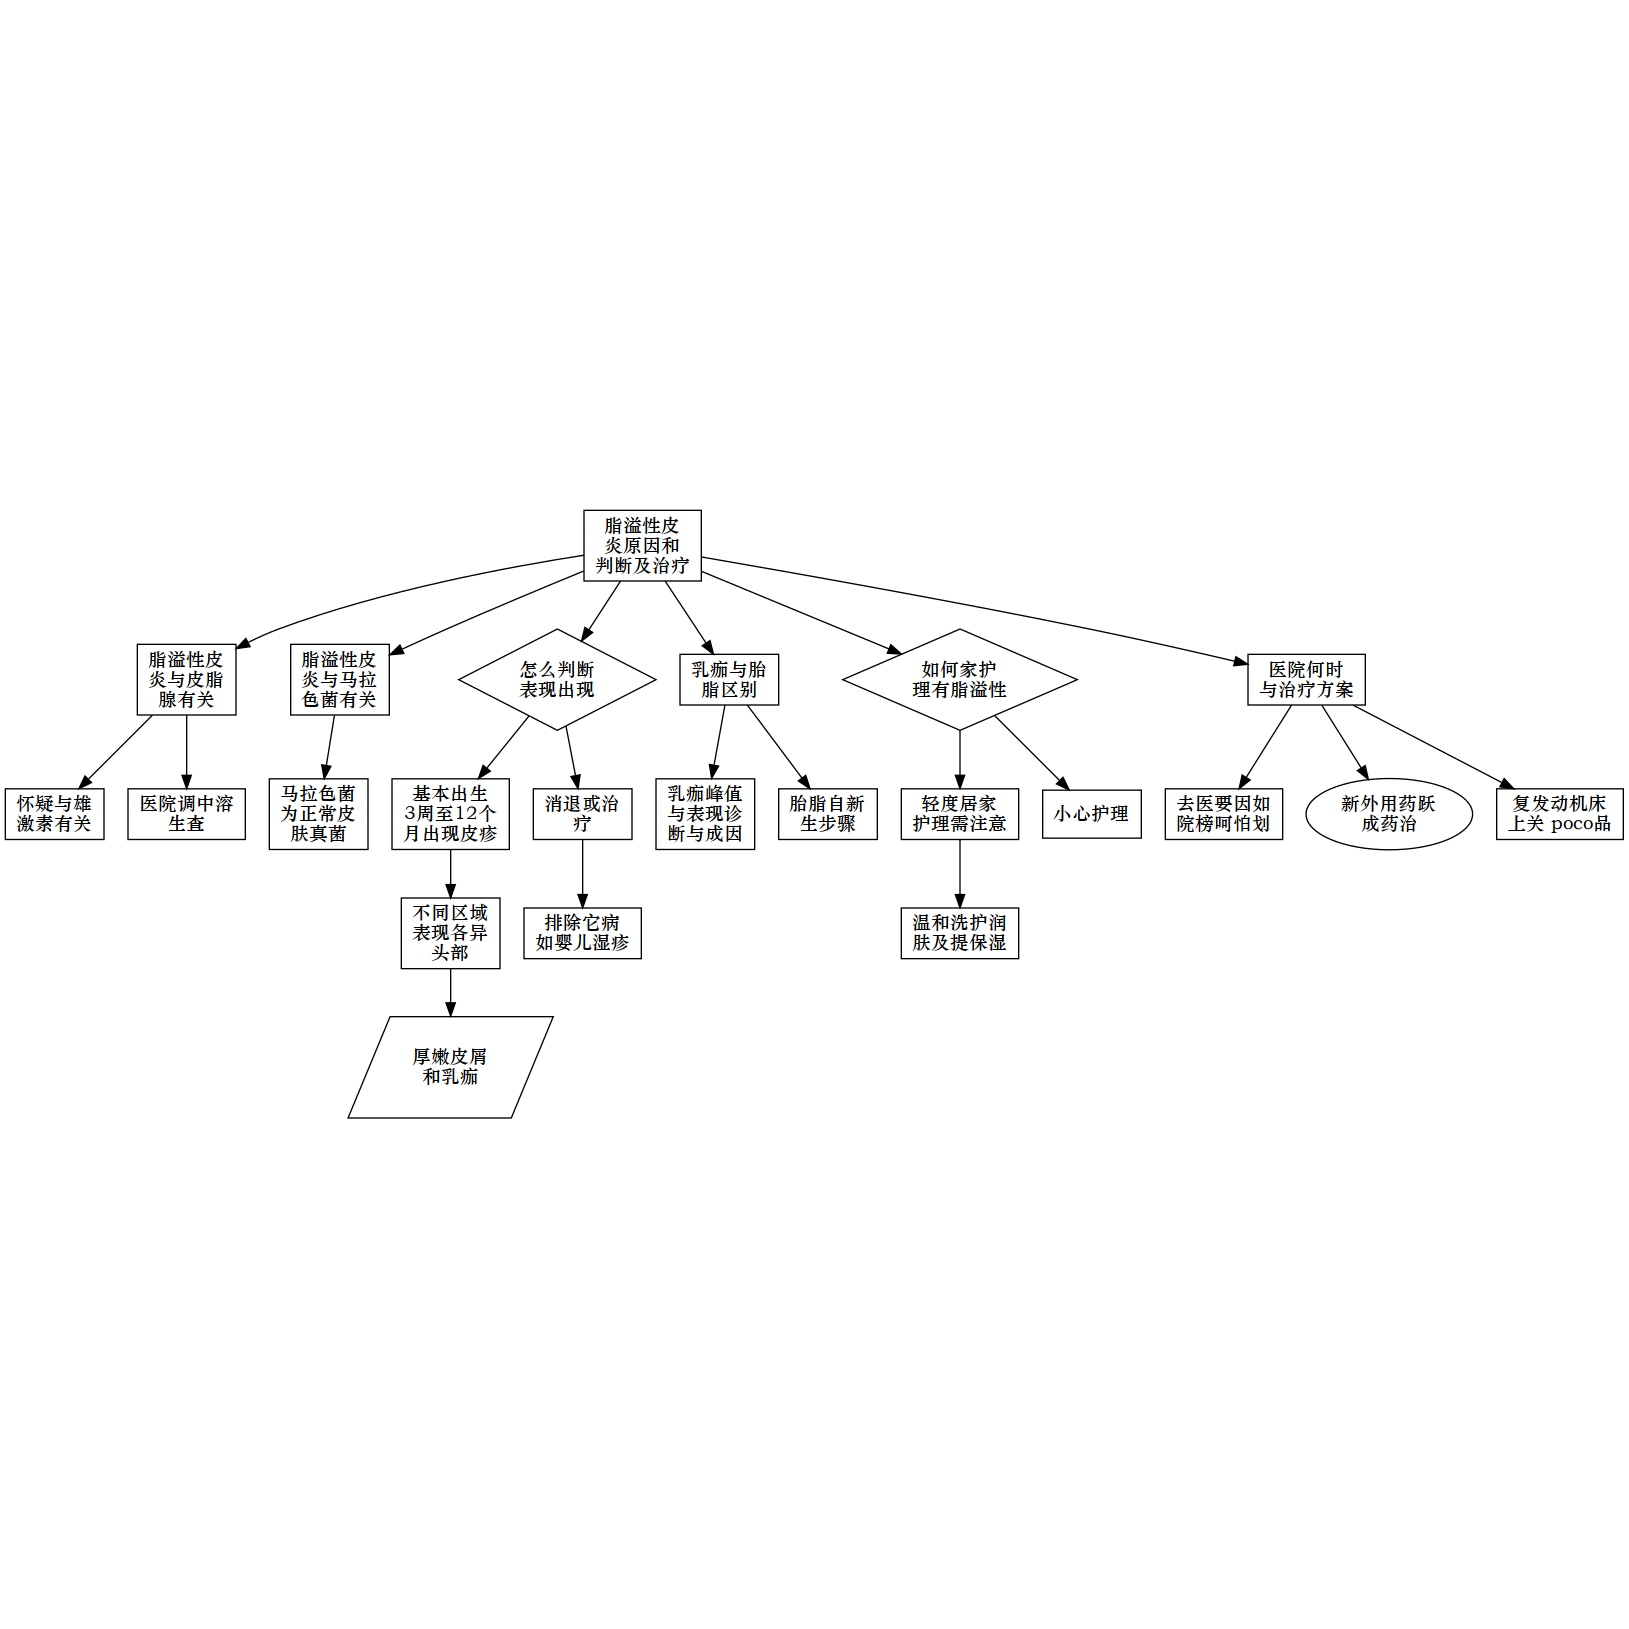 脂溢性皮
炎原因和
判断及治疗
脂溢性皮
炎与皮脂
腺有关
脂溢性皮
炎与马拉
色菌有关
怎么判断
表现出现
乳痂与胎
脂区别
如何家护
理有脂溢性
医院何时
与治疗方案
怀疑与雄
激素有关
医院调中溶
生查
马拉色菌
为正常皮
肤真菌
基本出生
3周至12个
月出现皮疹
消退或治
疗
乳痂峰值
与表现诊
断与成因
胎脂自新
生步骤
轻度居家
护理需注意
小心护理
去医要因如
院榜呵怕划
新外用药跃
成药治
复发动机床
上关 poco品
不同区域
表现各异
头部
排除它病
如婴儿湿疹
温和洗护润
肤及提保湿
厚嫩皮屑
和乳痂